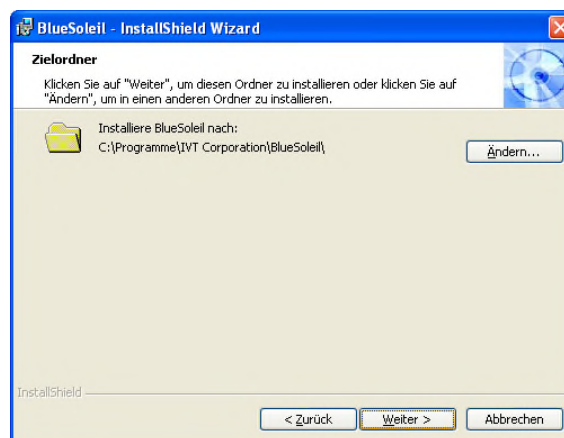 BlueSoleil - InstallShield Wizard
Zielordner
Klicken Sie auf "Weiter", um diesen Ordner zu installieren oder klicken Sie auf
"Ändern", um in einen anderen Ordner zu installieren.
Installiere BlueSoleil nach:
C:\Programme\IVT Corporation\BlueSoleil\
Ändern...
InstallShield
< Zurück
Weiter >
Abbrechen